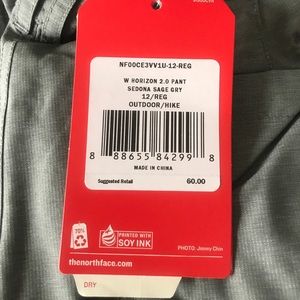 NF00CE3VV1U-12-REG
W HORIZON 2.0 PANT
SEDONA SAGE GRY
12/REG
OUTDOOR/HIKE
8 88655 84299 8
MADE IN CHINA
Suggested Retail 60.00
70%
PRINTED WITH
SOY INK
PHOTO: Jimmy Chin
thenorthface.com
DRY